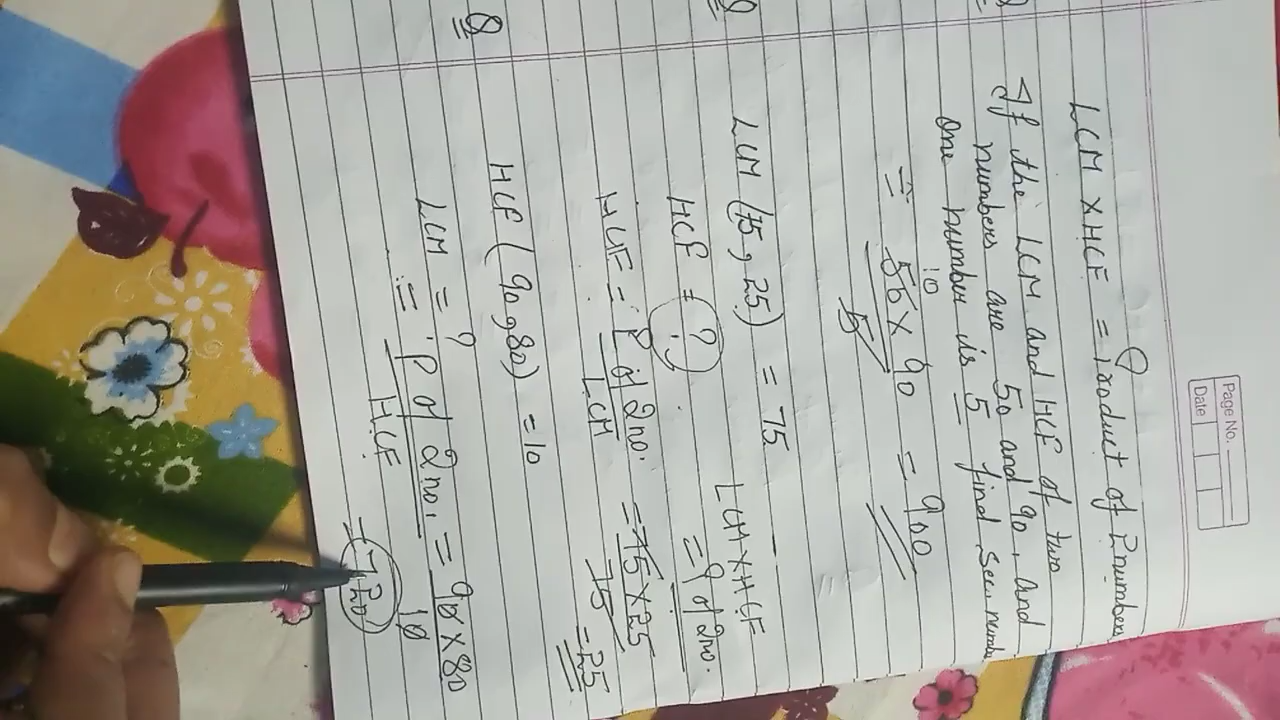 Page No.
Date
LCM X HCF = Product of 2 numbers
Q If the LCM and HCF of two
numbers are 50 and 90, and
one number is 5 find sec. number
10
= 50 X 90 = 900
5
Q LCM (75, 25) = 75 LCM X HCF
HCF = ? = P of 2 no.
HCF = P of 2 no. = 75 X 25
LCM 75 = 25
Q HCF (90, 80) = 10
LCM = ?
= P of 2 no. = 90 X 80
HCF 10
= 720